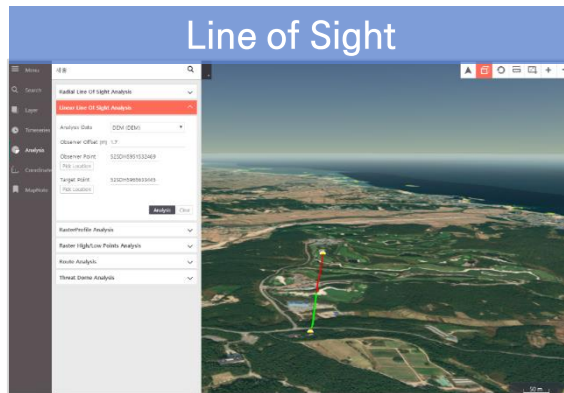 Line of Sight
Menu
세종
Search
Radial Line Of Sight Analysis
Layer
Linear Line Of Sight Analysis
Timeseries
Analysis Data DEM (DEM)
Observer Offset (m) 1.7
Analysis
Observer Point
Pick Location
Coordinate
Target Point
Pick Location
MapNote
Analysis Clear
RasterProfile Analysis
Raster High/Low Points Analysis
Route Analysis
Threat Dome Analysis
50 m